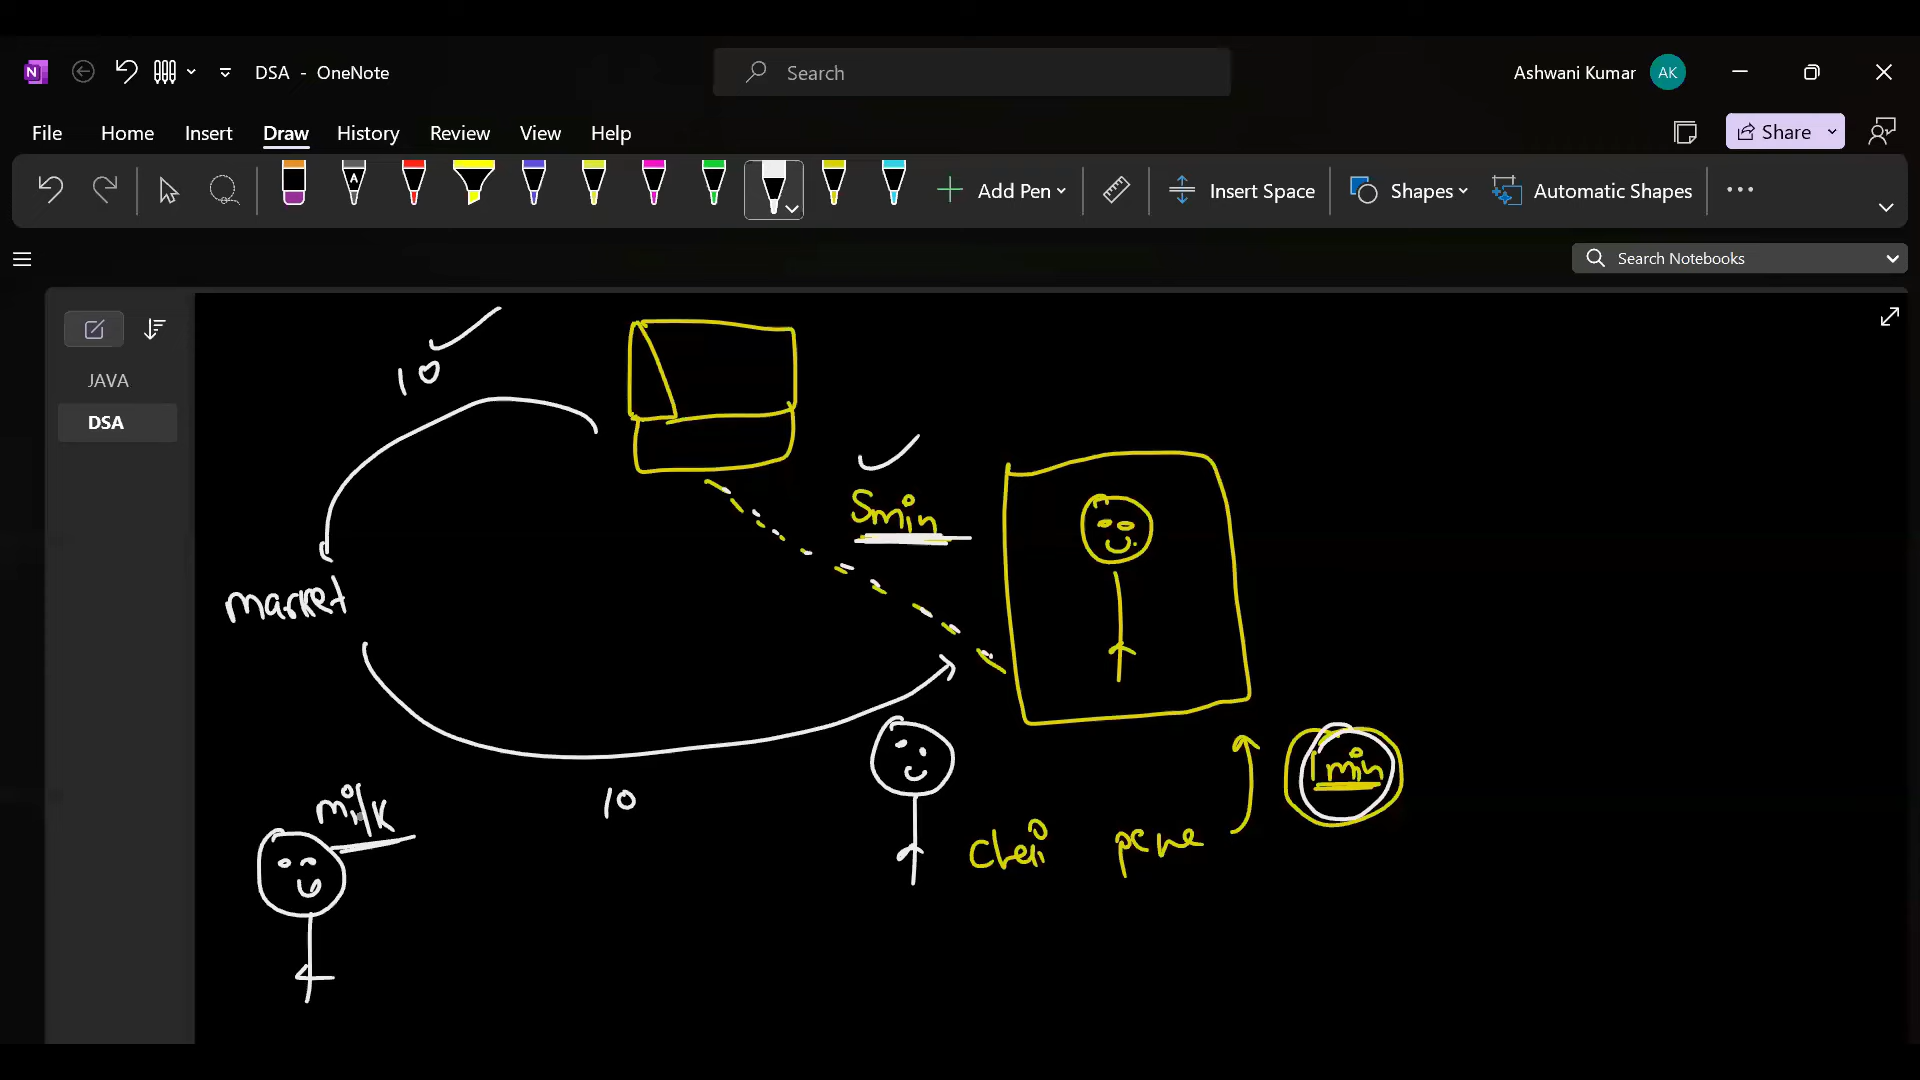 DSA - OneNote
Search
Ashwani Kumar AK
File Home Insert Draw History Review View Help
Share
Add Pen
Insert Space
Shapes
Automatic Shapes
Search Notebooks
JAVA
DSA
10
5min
market
1min
milk
10